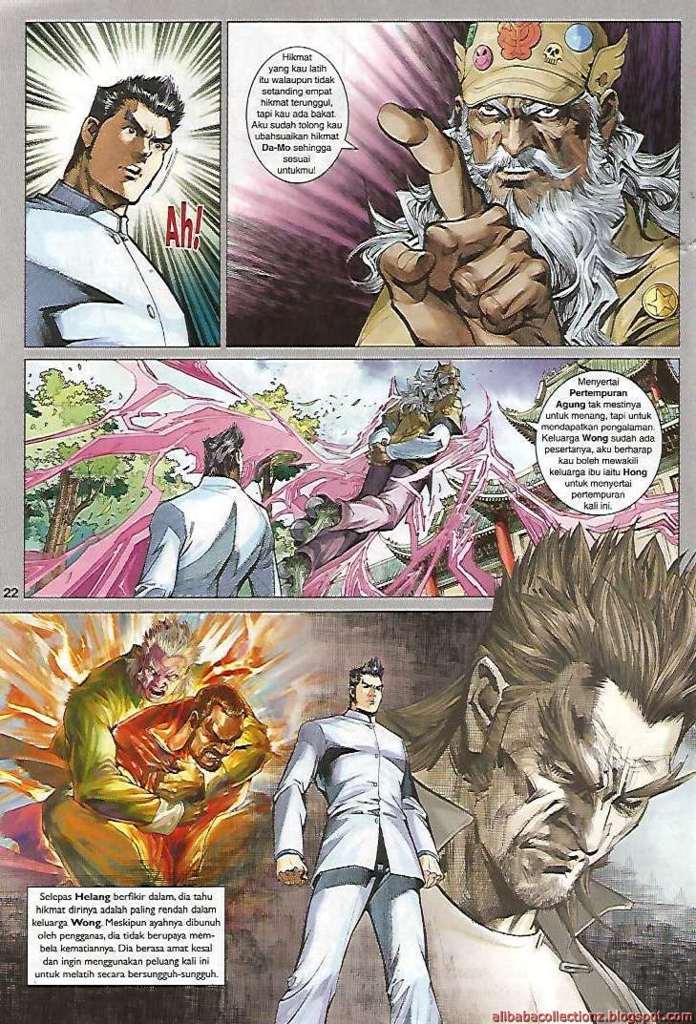 Hikmat
yang kau latih
itu walaupun tidak
setanding empat
hikmat terunggul,
tapi kau ada bakat.
Aku sudah tolong kau
ubahsuaikan hikmat
Da-Mo sehingga
sesuai
untukmu!
Ah!
Menyertai
Pertempuran
Agung tak mestinya
untuk menang, tapi untuk
mendapatkan pengalaman.
Keluarga Wong sudah ada
pesertanya, aku berharap
kau boleh mewakili
keluarga ibu iaitu Hong
menyertai
pertempuran
kali ini.
22
Selepas Helang berfikir dalam, dia tahu
hikmat dirinya adalah paling rendah dalam
keluarga Wong. Meskipun ayahnya dibunuh
oleh pengganas, dia tidak berupaya mem-
bela kematiannya. Dia berasa amat kesal
dan ingin menggunakan peluang kali ini
untuk melatih secara bersungguh-sungguh.
alibabacollectionz.blogspot.com